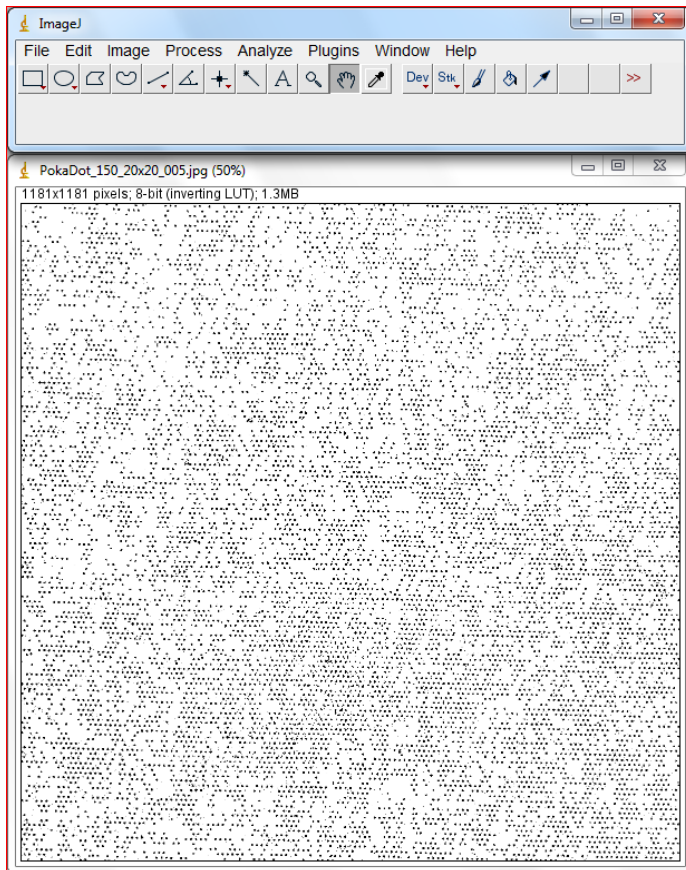 ImageJ
File Edit Image Process Analyze Plugins Window Help
A Dev Stk >>
PokaDot_150_20x20_005.jpg (50%)
1181x1181 pixels; 8-bit (inverting LUT); 1.3MB